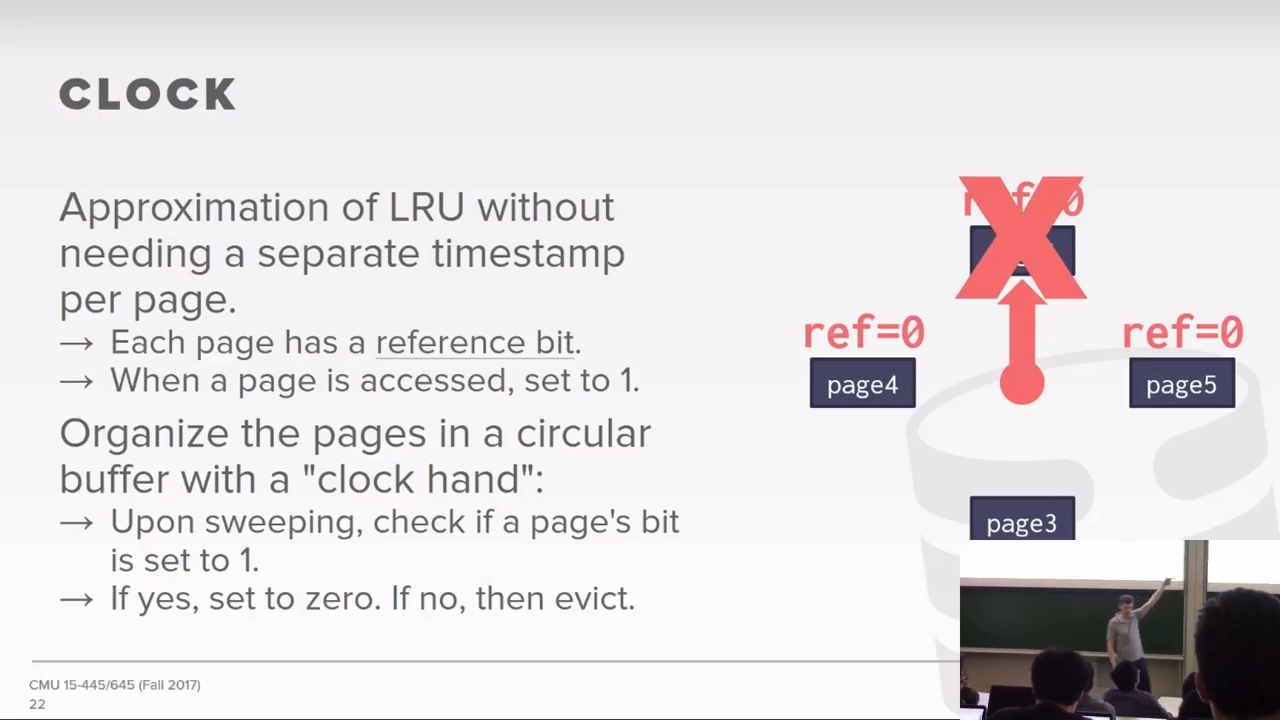 CLOCK
Approximation of LRU without
needing a separate timestamp
per page.
→ Each page has a reference bit.
→ When a page is accessed, set to 1.
Organize the pages in a circular
buffer with a "clock hand":
→ Upon sweeping, check if a page's bit
is set to 1.
→ If yes, set to zero. If no, then evict.
ref=0
page4
ref=0
page5
page3
CMU 15-445/645 (Fall 2017)
22